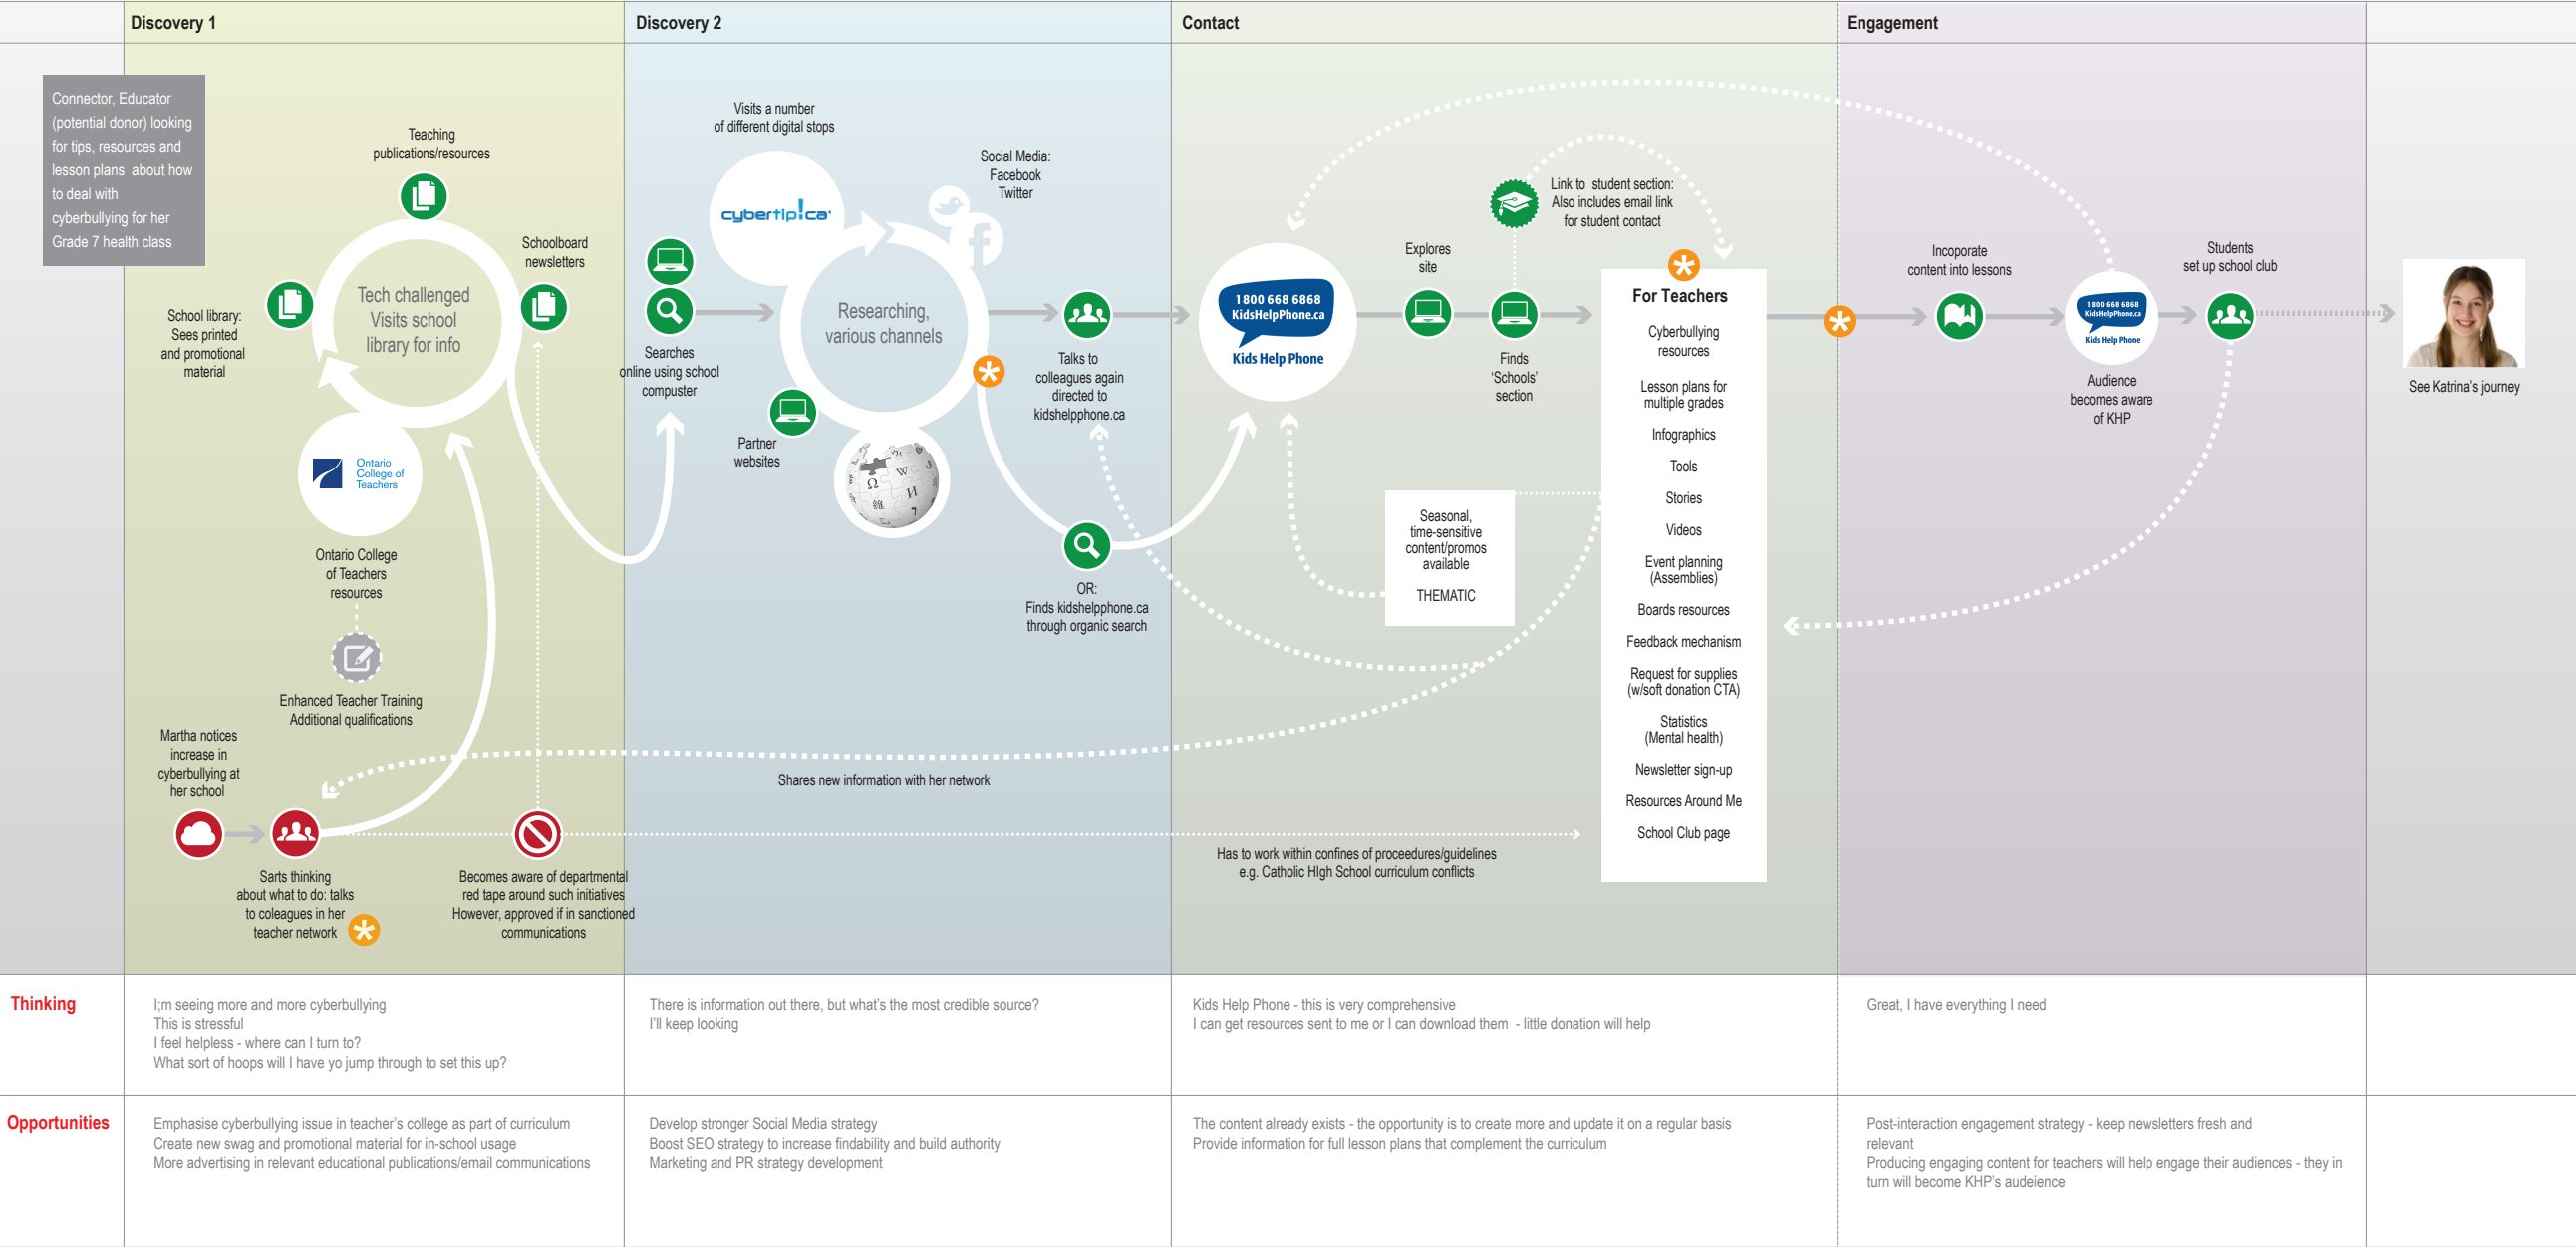 Discovery 1
Discovery 2
Contact
Engagement
Connector, Educator
(potential donor) looking
for tips, resources and
lesson plans about how
to deal with
cyberbullying for her
Grade 7 health class
Teaching
publications/resources
Schoolboard
newsletters
School library:
Sees printed
and promotional
material
Tech challenged
Visits school
library for info
Ontario
College of
Teachers
Ontario College
of Teachers
resources
Enhanced Teacher Training
Additional qualifications
Martha notices
increase in
cyberbullying at
her school
Sarts thinking
about what to do: talks
to coleagues in her
teacher network
Becomes aware of departmental
red tape around such initiatives
However, approved if in sanctioned
communications
Visits a number
of different digital stops
cybertip!ca
Social Media:
Facebook
Twitter
Searches
online using school
compuster
Researching,
various channels
Partner
websites
Ω
W
И
Talks to
colleagues again
directed to
kidshelpphone.ca
OR:
Finds kidshelpphone.ca
through organic search
Shares new information with her network
1800 668 6868
KidsHelpPhone.ca
Kids Help Phone
Explores
site
Finds
‘Schools’
section
Link to student section:
Also includes email link
for student contact
Seasonal,
time-sensitive
content/promos
available
THEMATIC
Has to work within confines of proceedures/guidelines
e.g. Catholic HIgh School curriculum conflicts
For Teachers
Cyberbullying
resources
Lesson plans for
multiple grades
Infographics
Tools
Stories
Videos
Event planning
(Assemblies)
Boards resources
Feedback mechanism
Request for supplies
(w/soft donation CTA)
Statistics
(Mental health)
Newsletter sign-up
Resources Around Me
School Club page
Incoporate
content into lessons
1800 668 6868
KidsHelpPhone.ca
Kids Help Phone
Audience
becomes aware
of KHP
Students
set up school club
See Katrina’s journey
Thinking
I;m seeing more and more cyberbullying
This is stressful
I feel helpless - where can I turn to?
What sort of hoops will I have yo jump through to set this up?
There is information out there, but what’s the most credible source?
I’ll keep looking
Kids Help Phone - this is very comprehensive
I can get resources sent to me or I can download them - little donation will help
Great, I have everything I need
Opportunities
Emphasise cyberbullying issue in teacher’s college as part of curriculum
Create new swag and promotional material for in-school usage
More advertising in relevant educational publications/email communications
Develop stronger Social Media strategy
Boost SEO strategy to increase findability and build authority
Marketing and PR strategy development
The content already exists - the opportunity is to create more and update it on a regular basis
Provide information for full lesson plans that complement the curriculum
Post-interaction engagement strategy - keep newsletters fresh and
relevant
Producing engaging content for teachers will help engage their audiences - they in
turn will become KHP’s audeience